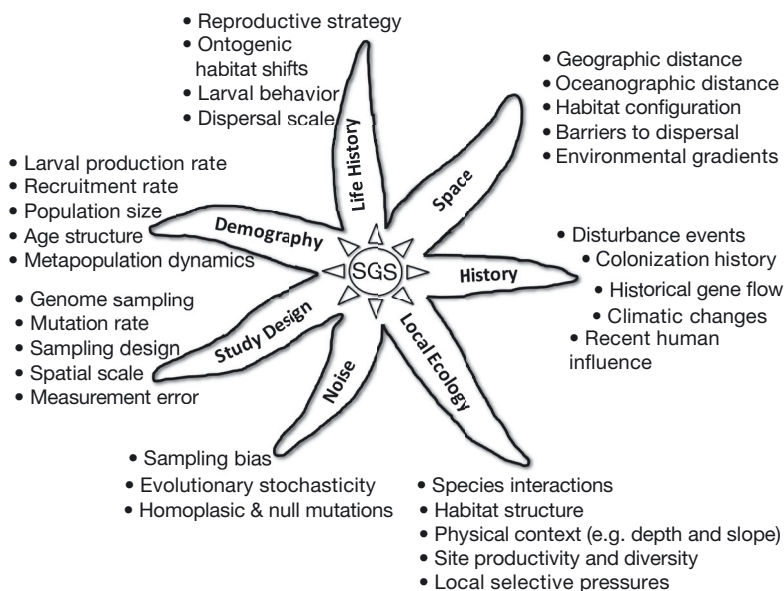 • Reproductive strategy
• Ontogenic
habitat shifts
• Larval behavior
• Dispersal scale
• Geographic distance
• Oceanographic distance
• Habitat configuration
• Barriers to dispersal
• Environmental gradients
• Larval production rate
• Recruitment rate
• Population size
• Age structure
• Metapopulation dynamics
Life History
Space
Demography
SGS
History
• Disturbance events
• Colonization history
• Historical gene flow
• Climatic changes
• Recent human
influence
• Genome sampling
• Mutation rate
• Sampling design
• Spatial scale
• Measurement error
Study Design
Noise
Local Ecology
• Sampling bias
• Evolutionary stochasticity
• Homoplasic & null mutations
• Species interactions
• Habitat structure
• Physical context (e.g. depth and slope)
• Site productivity and diversity
• Local selective pressures